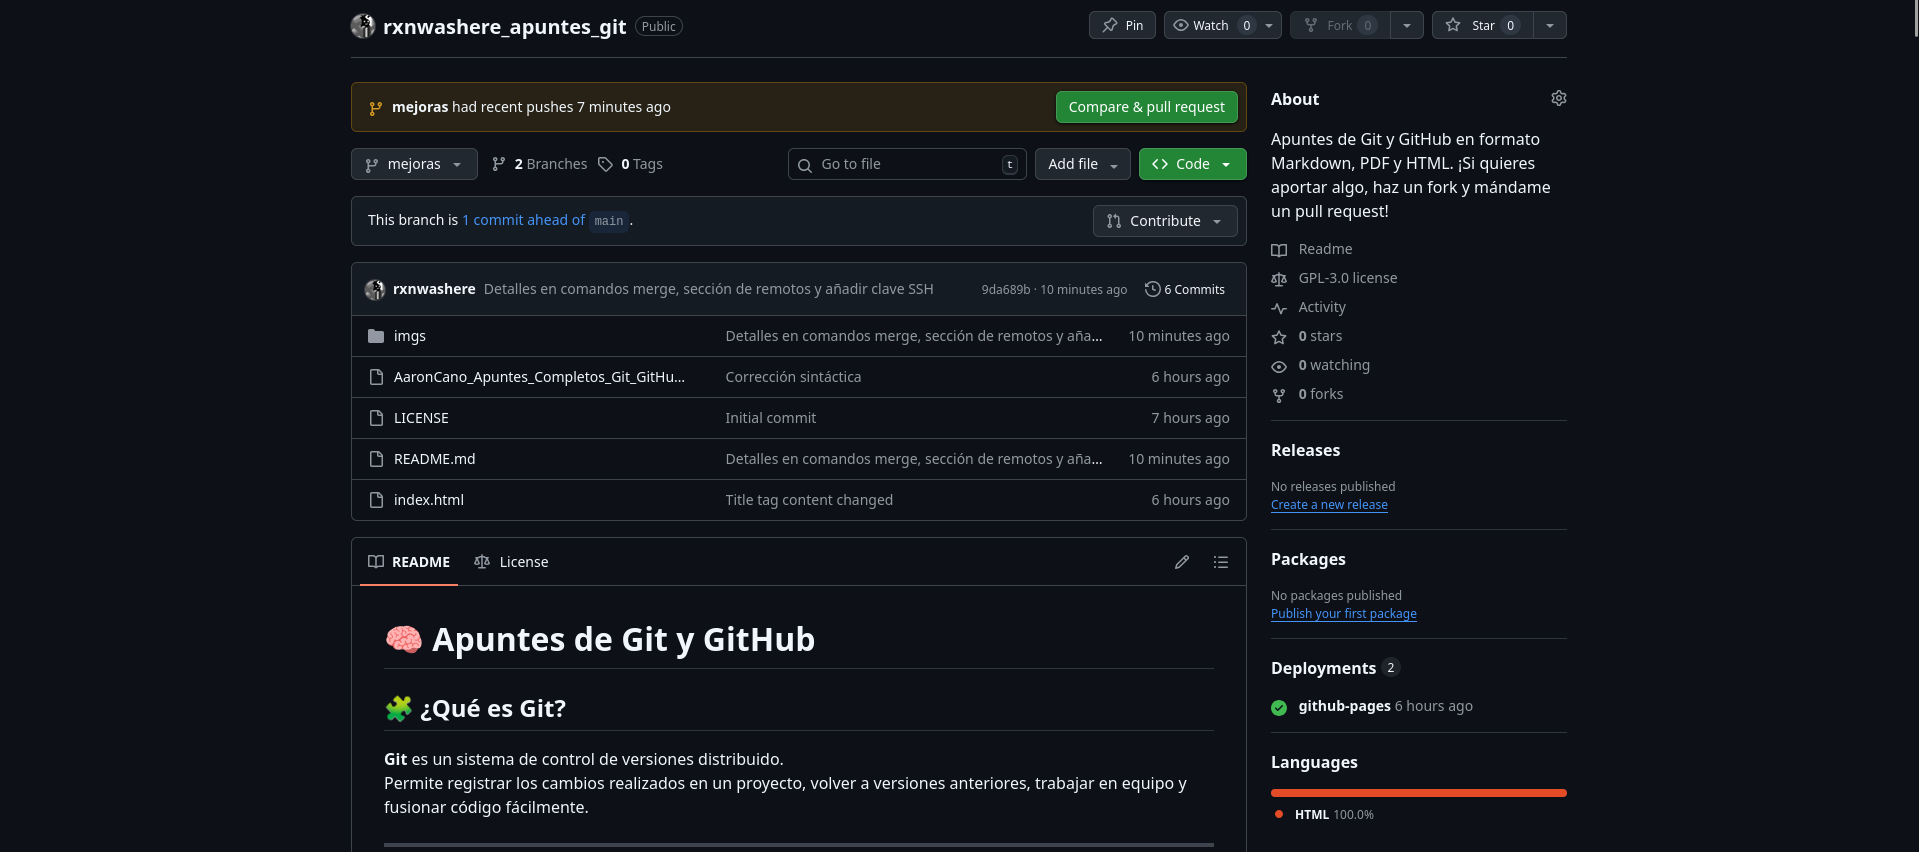 rxnwashere_apuntes_git Public Pin Watch 0 Fork 0 Star 0
mejoras had recent pushes 7 minutes ago Compare & pull request
mejoras 2 Branches 0 Tags Go to file t Add file Code
This branch is 1 commit ahead of main.
Contribute
rxnwashere Detalles en comandos merge, sección de remotos y añadir clave SSH 9da689b · 10 minutes ago 6 Commits
imgs Detalles en comandos merge, sección de remotos y aña... 10 minutes ago
AaronCano_Apuntes_Completos_Git_GitHu... Corrección sintáctica 6 hours ago
LICENSE Initial commit 7 hours ago
README.md Detalles en comandos merge, sección de remotos y aña... 10 minutes ago
index.html Title tag content changed 6 hours ago
README License
🧠 Apuntes de Git y GitHub
🧩 ¿Qué es Git?
Git es un sistema de control de versiones distribuido.
Permite registrar los cambios realizados en un proyecto, volver a versiones anteriores, trabajar en equipo y
fusionar código fácilmente.
About
Apuntes de Git y GitHub en formato
Markdown, PDF y HTML. ¡Si quieres
aportar algo, haz un fork y mándame
un pull request!
Readme
GPL-3.0 license
Activity
0 stars
0 watching
0 forks
Releases
No releases published
Create a new release
Packages
No packages published
Publish your first package
Deployments 2
github-pages 6 hours ago
Languages
HTML 100.0%